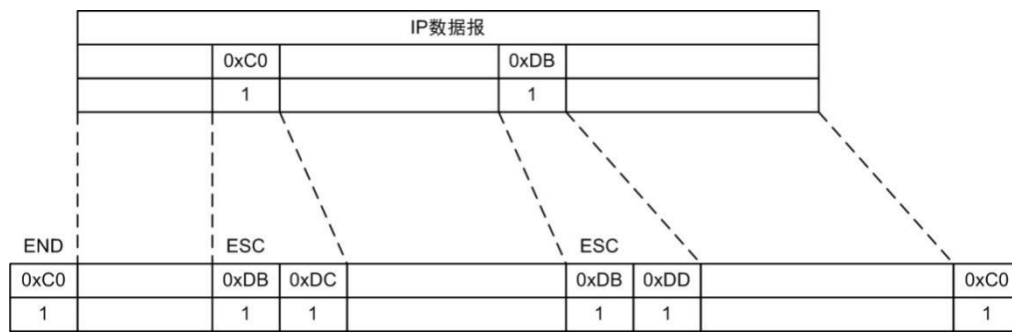 IP数据报
0xC0 0xDB
1 1
END ESC ESC
0xC0 0xDB 0xDC 0xDB 0xDD 0xC0
1 1 1 1 1 1